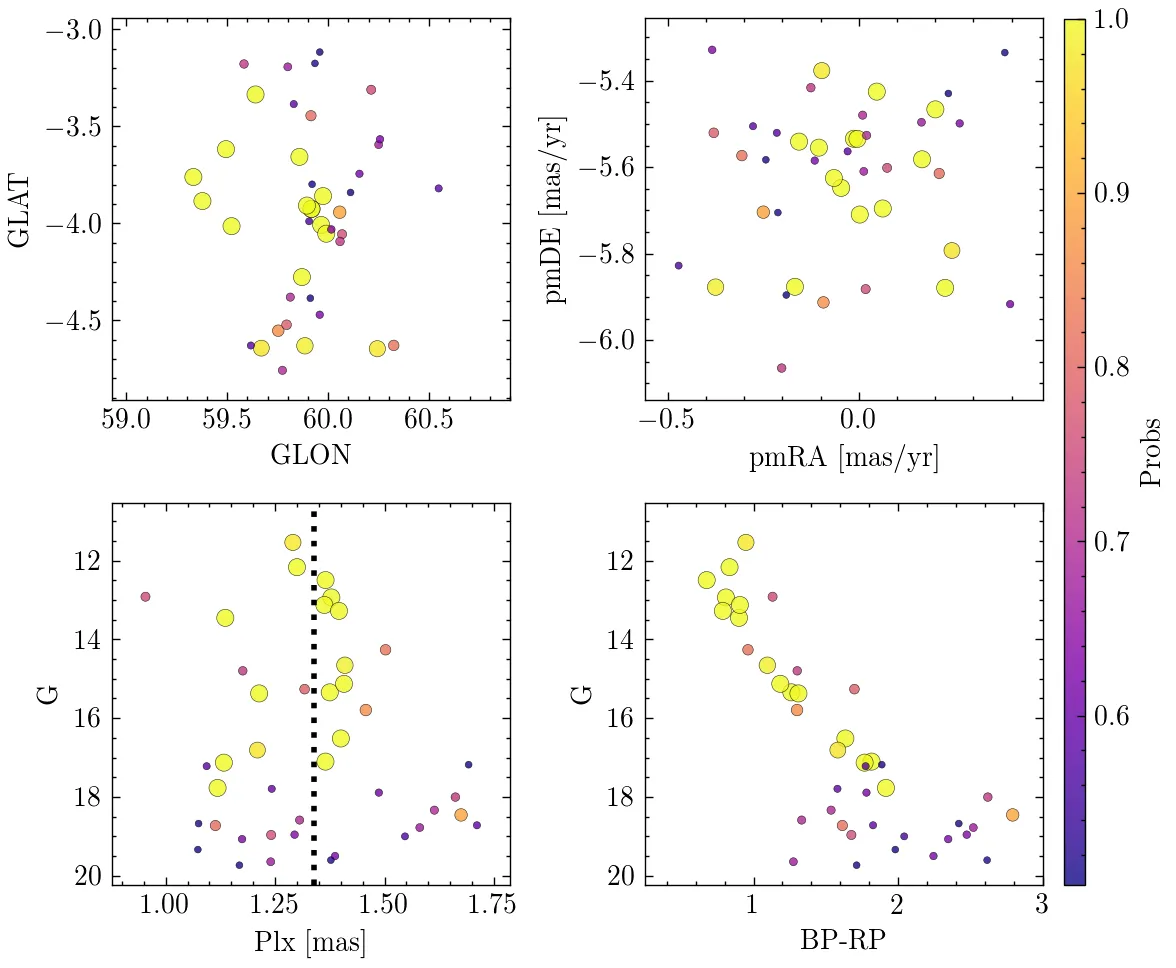 −3.0
−3.5
−4.0
−4.5
GLAT
59.0 59.5 60.0 60.5
GLON
−5.4
−5.6
−5.8
−6.0
pmDE [mas/yr]
−0.5 0.0
pmRA [mas/yr]
12
14
16
18
20
G
1.00 1.25 1.50 1.75
Plx [mas]
12
14
16
18
20
G
1 2 3
BP-RP
1.0
0.9
0.8
0.7
0.6
Probs